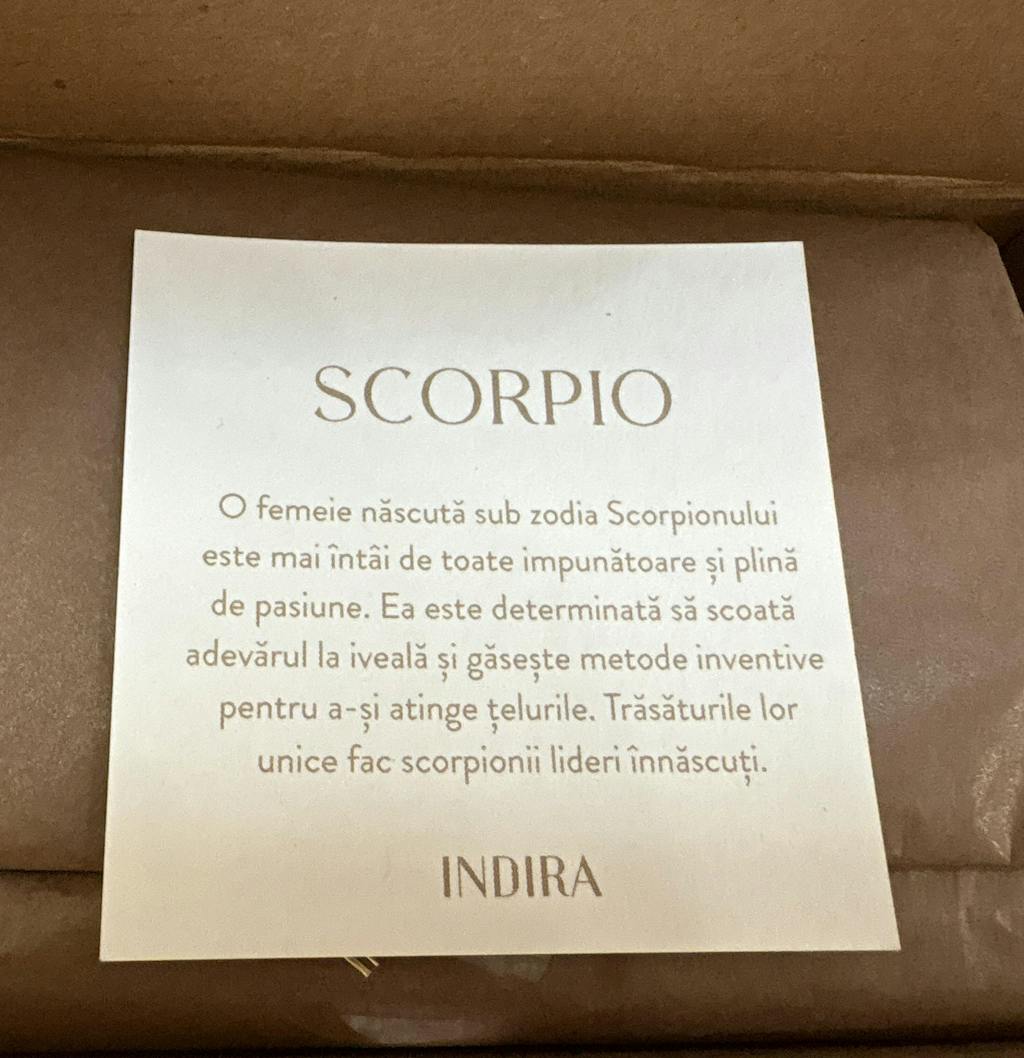 SCORPIO
O femeie născută sub zodia Scorpionului
este mai întâi de toate impunătoare și plină
de pasiune. Ea este determinată să scoată
adevărul la iveală și găsește metode inventive
pentru a-și atinge țelurile. Trăsăturile lor
unice fac scorpionii lideri înnăscuți.
INDIRA